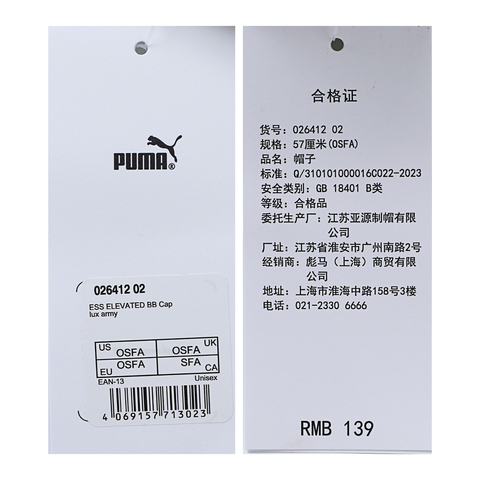 PUMA®
026412 02
ESS ELEVATED BB Cap
lux army
US OSFA OSFA UK
EU OSFA SFA CA
EAN-13 Unisex
4 069157 713023
合格证
货号: 026412 02
规格: 57厘米(OSFA)
品名: 帽子
标准: Q/310101000016C022-2023
安全类别: GB 18401 B类
等级: 合格品
委托生产厂: 江苏亚源制帽有限
公司
厂址: 江苏省淮安市广州南路2号
经销商: 彪马（上海）商贸有限
公司
地址: 上海市淮海中路158号3楼
电话: 021-2330 6666
RMB 139